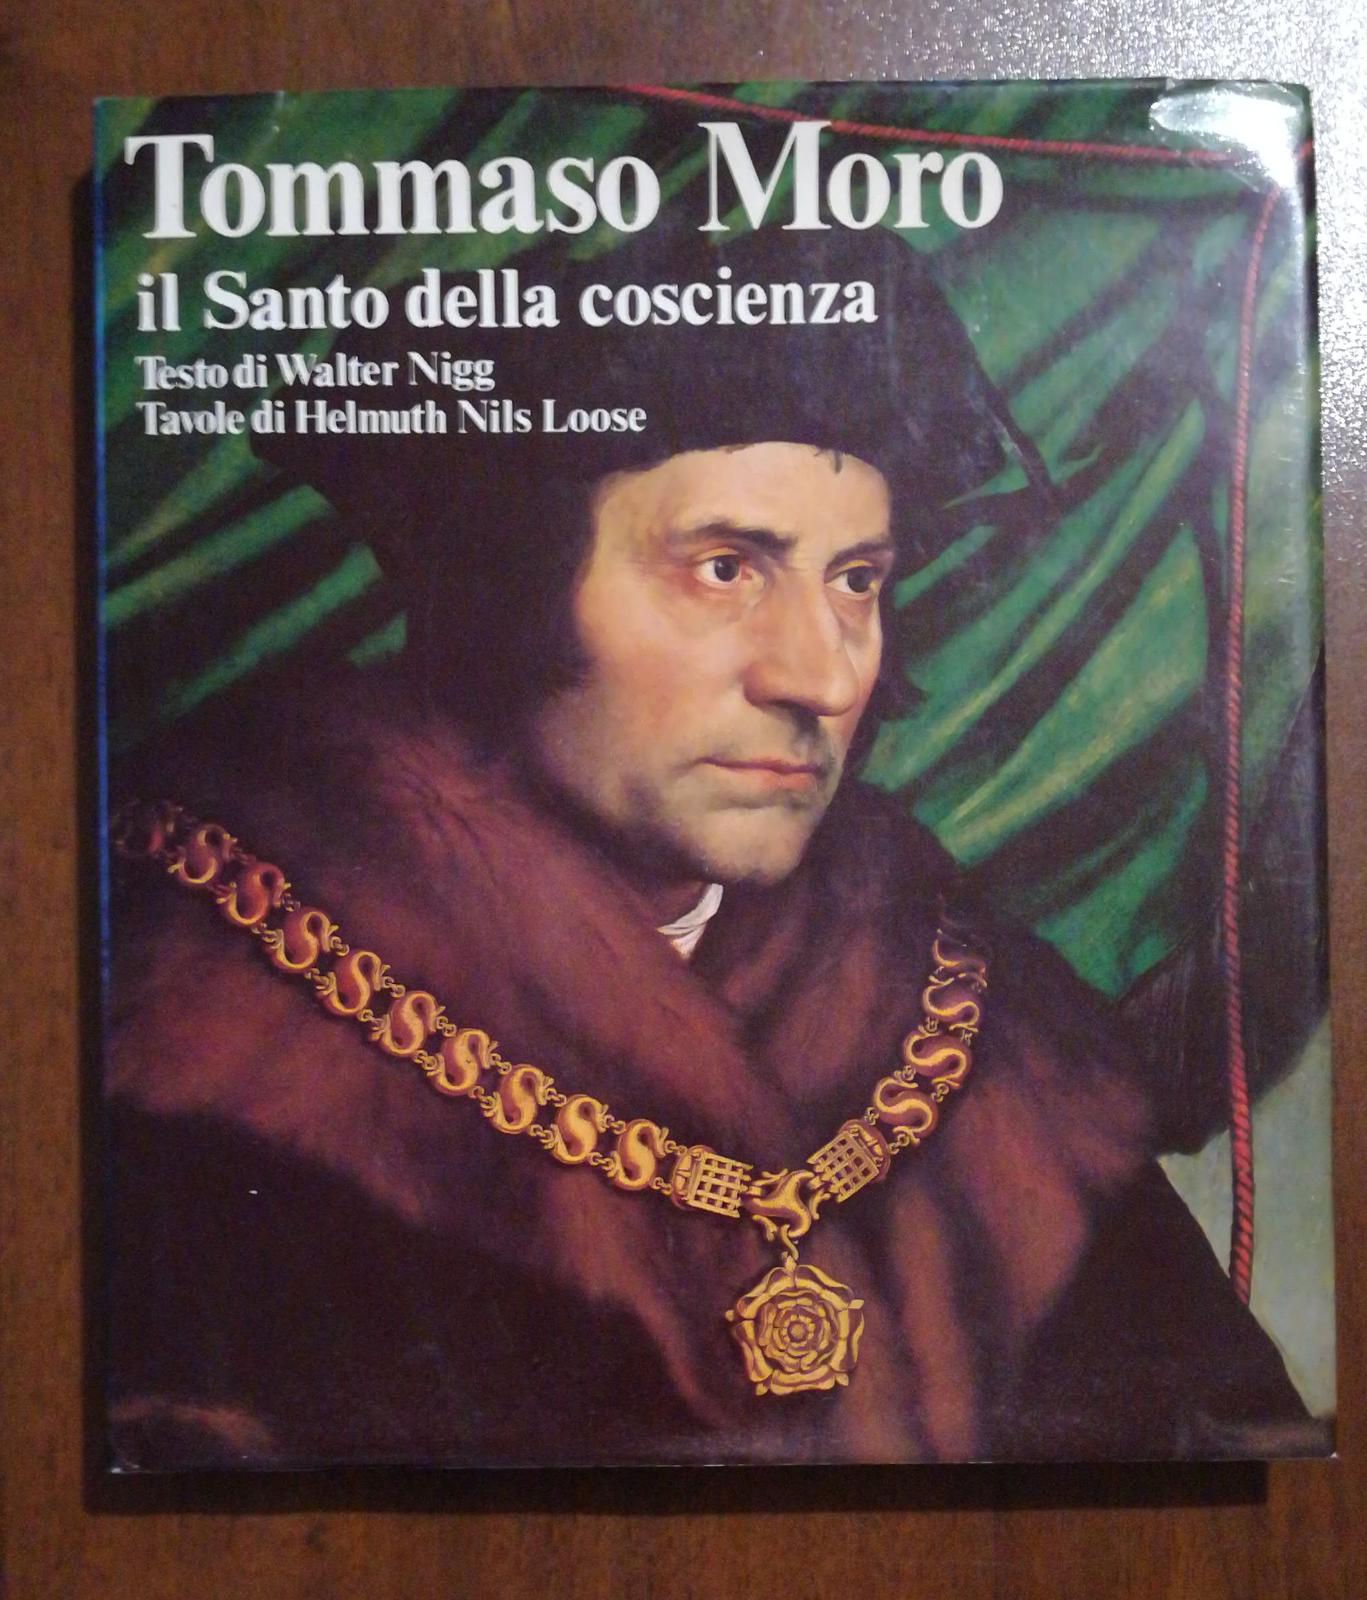 Tommaso Moro
il Santo della coscienza
Testo di Walter Nigg
Tavole di Helmuth Nils Loose